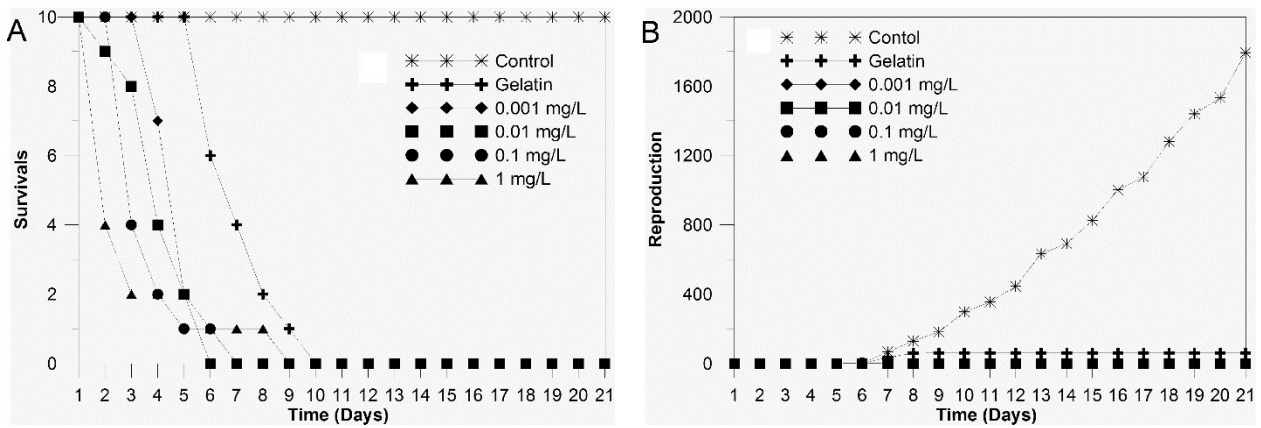 A
10
8
6
4
2
0
Survivals
Control
Gelatin
0.001 mg/L
0.01 mg/L
0.1 mg/L
1 mg/L
1 2 3 4 5 6 7 8 9 10 11 12 13 14 15 16 17 18 19 20 21
Time (Days)
B
2000
1600
1200
800
400
0
Reproduction
Contol
Gelatin
0.001 mg/L
0.01 mg/L
0.1 mg/L
1 mg/L
1 2 3 4 5 6 7 8 9 10 11 12 13 14 15 16 17 18 19 20 21
Time (Days)